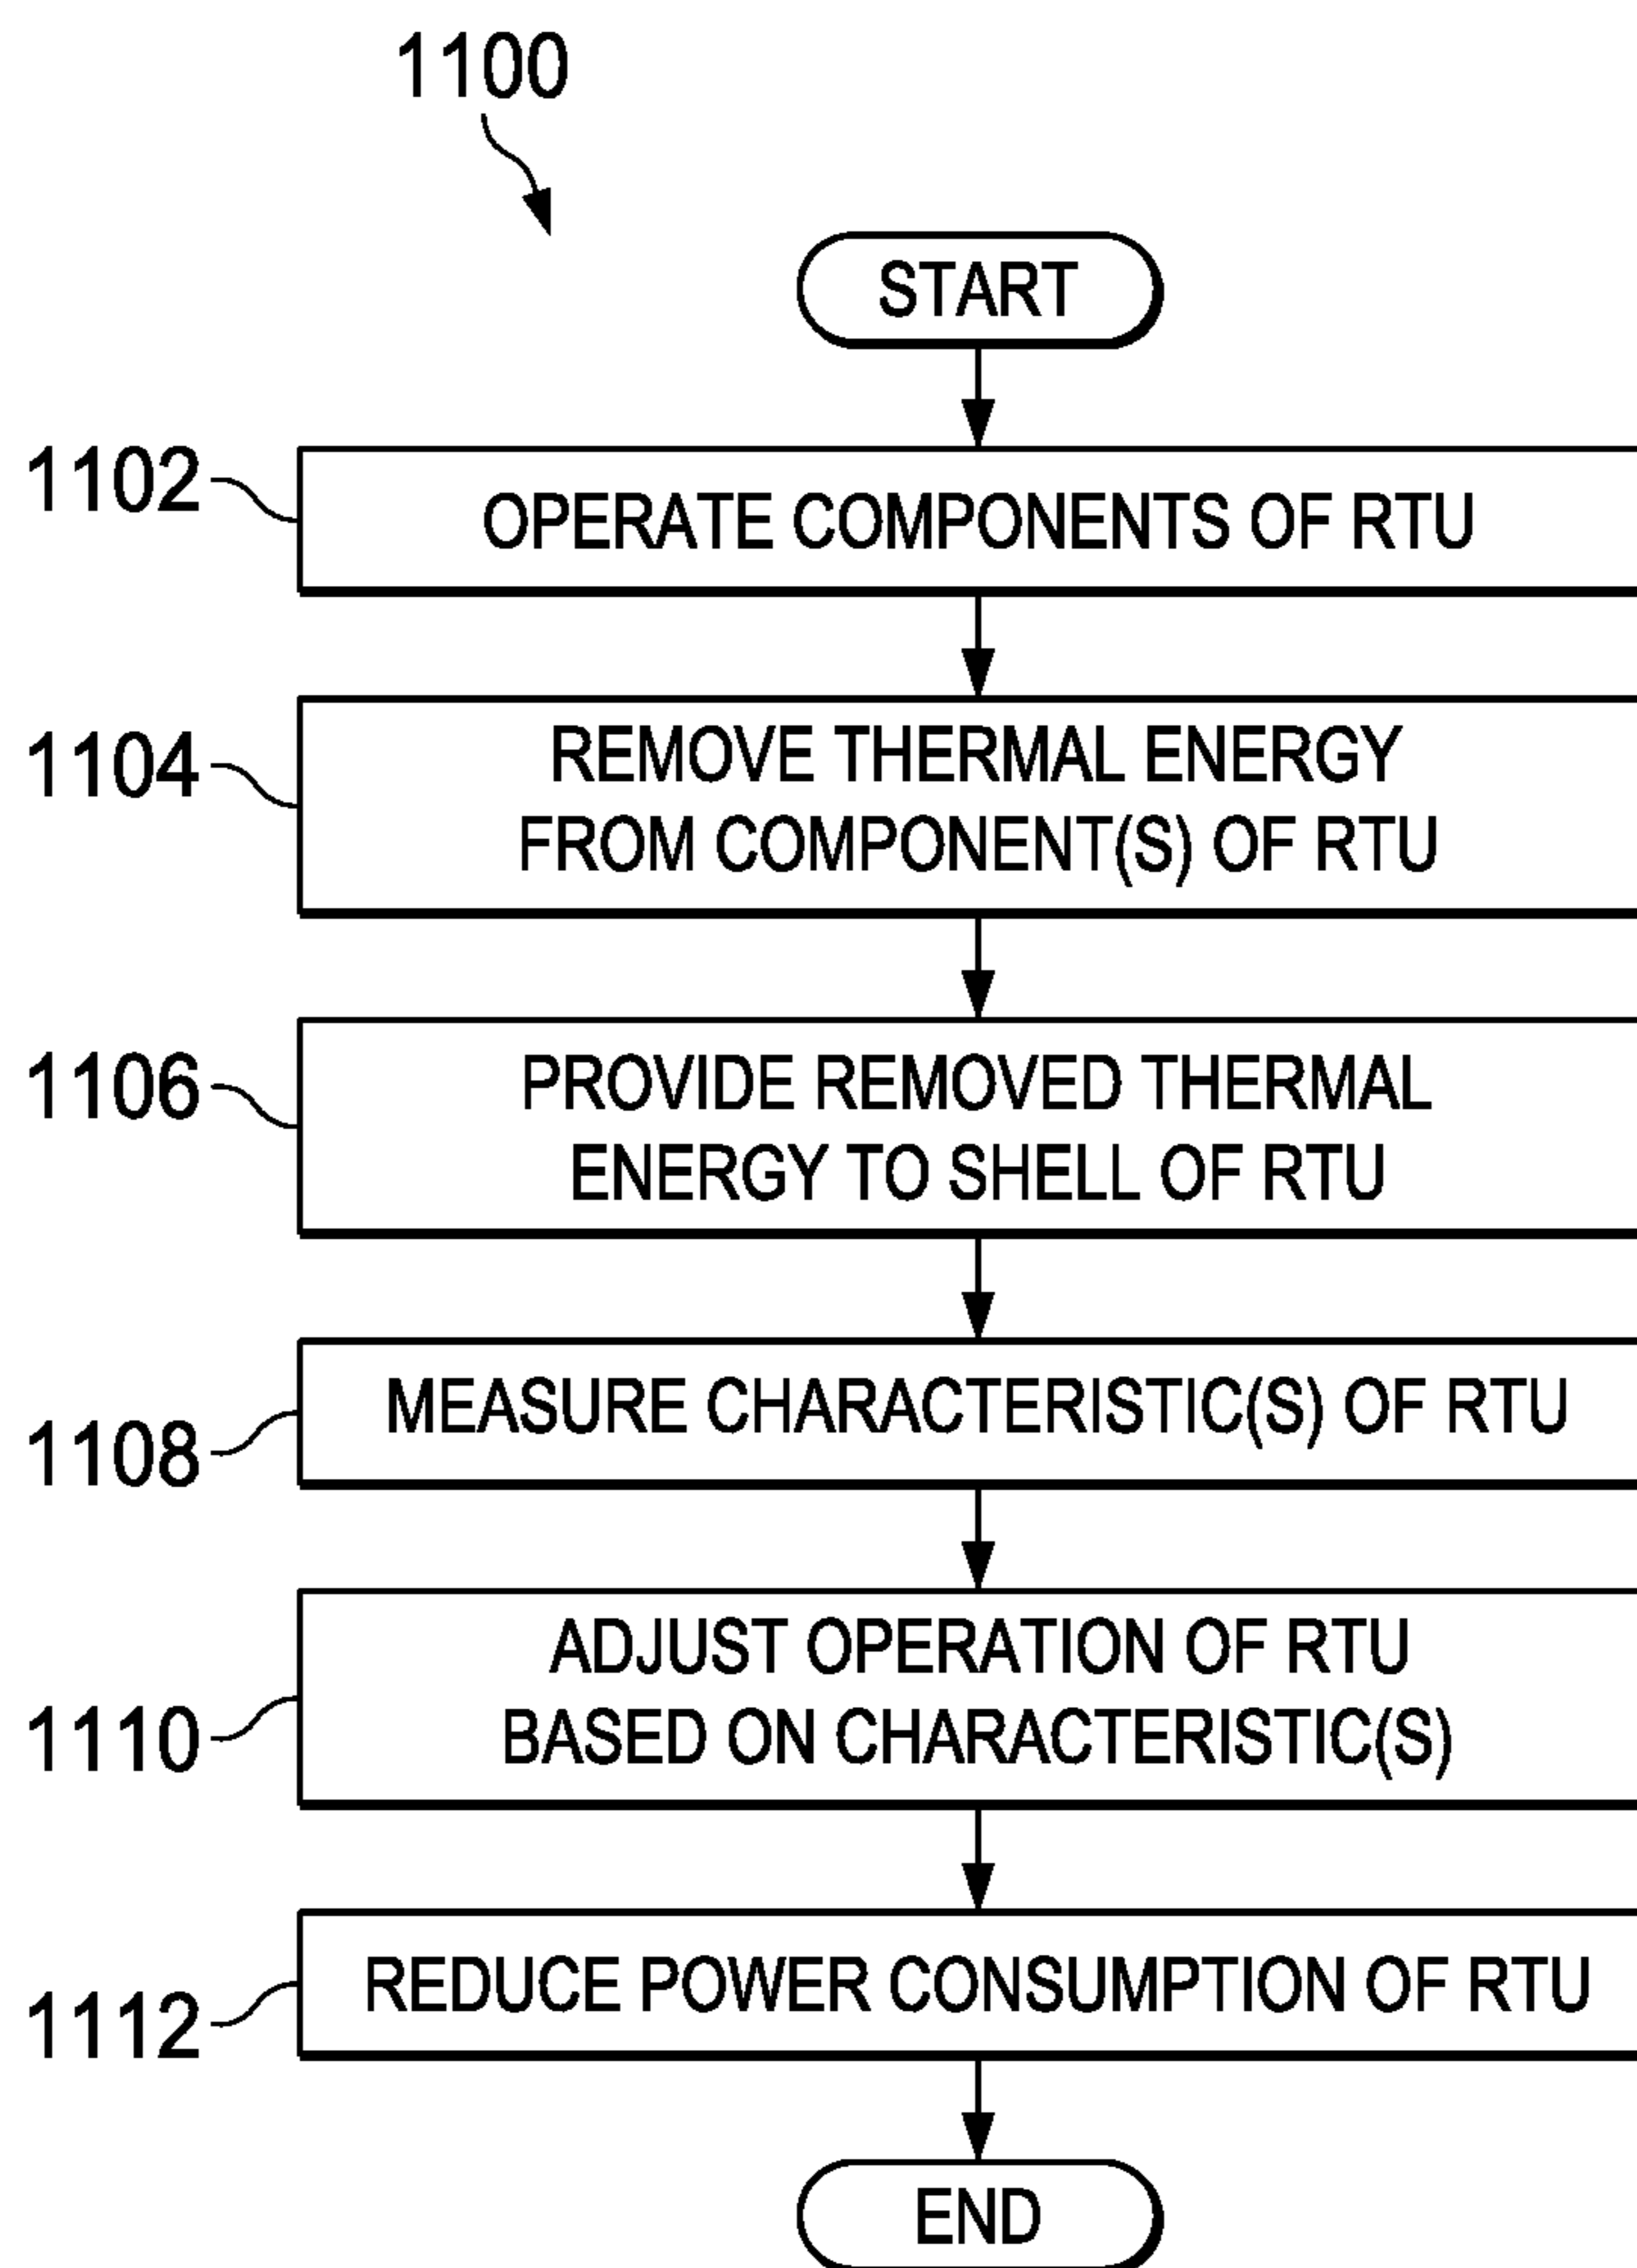 1100
START
1102
OPERATE COMPONENTS OF RTU
1104
REMOVE THERMAL ENERGY
FROM COMPONENT(S) OF RTU
1106
PROVIDE REMOVED THERMAL
ENERGY TO SHELL OF RTU
1108
MEASURE CHARACTERISTIC(S) OF RTU
1110
ADJUST OPERATION OF RTU
BASED ON CHARACTERISTIC(S)
1112
REDUCE POWER CONSUMPTION OF RTU
END